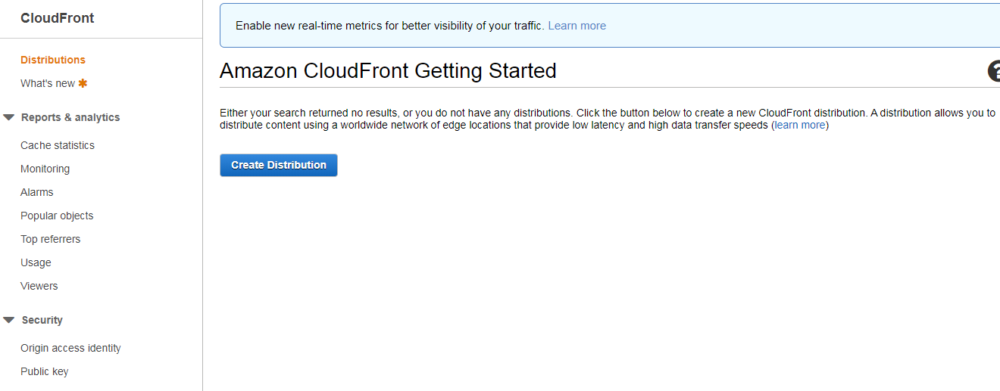 CloudFront
Distributions
What's new ✱
Reports & analytics
Cache statistics
Monitoring
Alarms
Popular objects
Top referrers
Usage
Viewers
Security
Origin access identity
Public key
Enable new real-time metrics for better visibility of your traffic. Learn more
Amazon CloudFront Getting Started
?
Either your search returned no results, or you do not have any distributions. Click the button below to create a new CloudFront distribution. A distribution allows you to
distribute content using a worldwide network of edge locations that provide low latency and high data transfer speeds (learn more)
Create Distribution